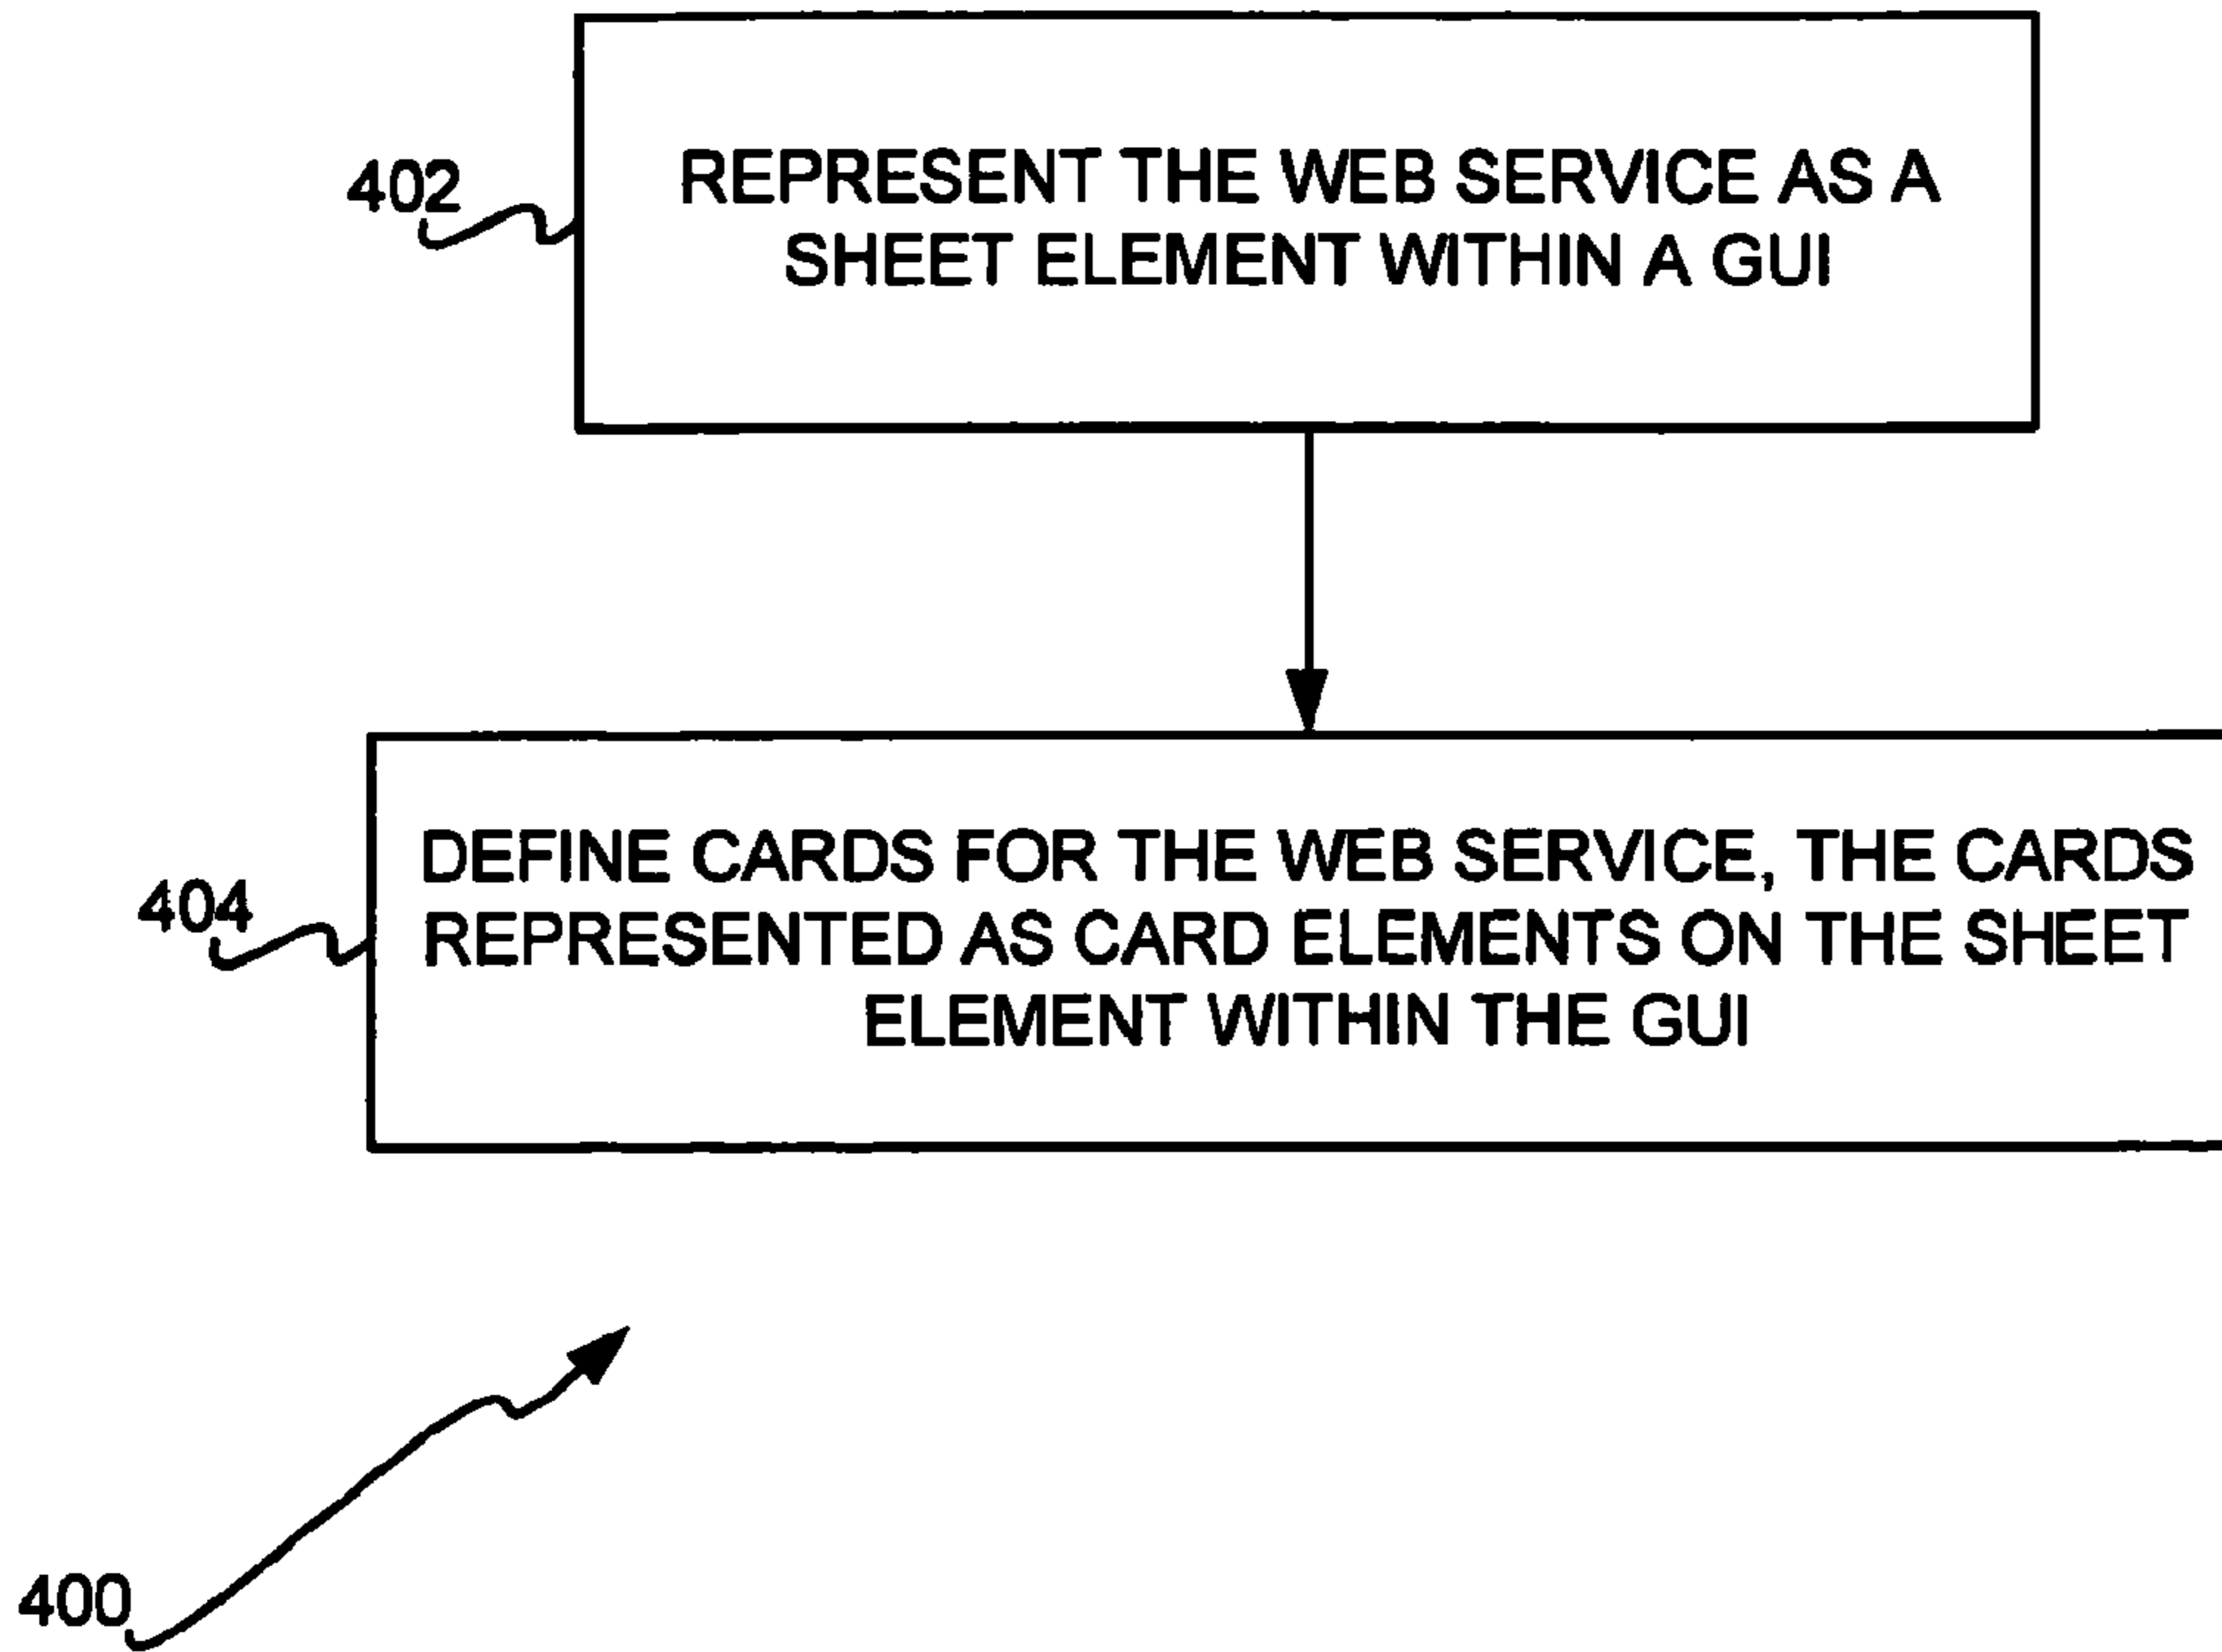 402
REPRESENT THE WEB SERVICE AS A
SHEET ELEMENT WITHIN A GUI
404
DEFINE CARDS FOR THE WEB SERVICE, THE CARDS
REPRESENTED AS CARD ELEMENTS ON THE SHEET
ELEMENT WITHIN THE GUI
400